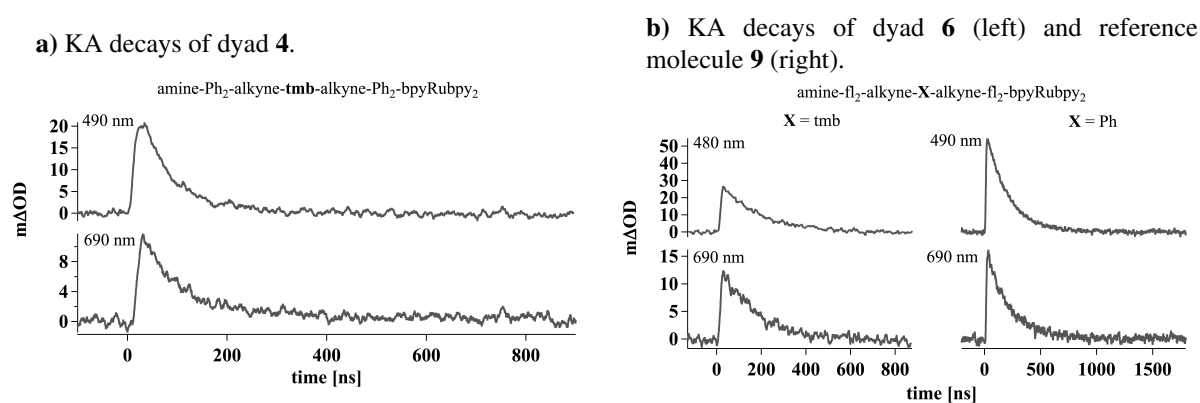 a) KA decays of dyad 4.
amine-Ph₂-alkyne-tmb-alkyne-Ph₂-bpyRubpy₂
490 nm
20
15
10
5
0
690 nm
8
4
0
mΔOD
0 200 400 600 800
time [ns]
b) KA decays of dyad 6 (left) and reference
molecule 9 (right).
amine-fl₂-alkyne-X-alkyne-fl₂-bpyRubpy₂
X = tmb X = Ph
480 nm 490 nm
50
40
30
20
10
0
690 nm 690 nm
15
10
5
0
mΔOD
0 200 400 600 800 0 500 1000 1500
time [ns]